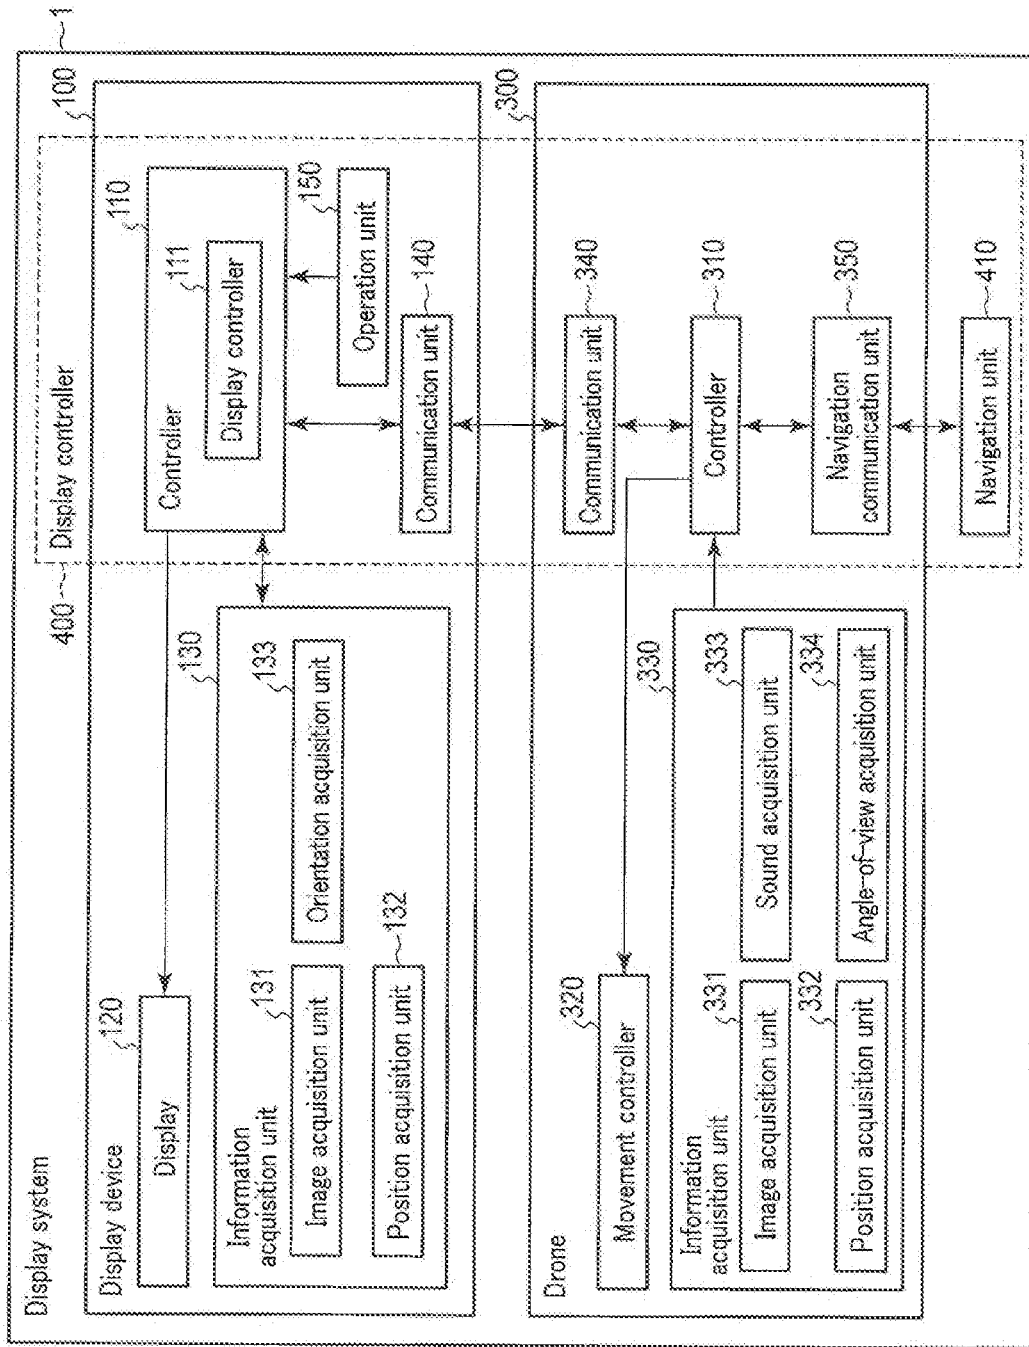 Display system
1
Display device
100
400
Display controller
Display
120
Controller
110
Display controller
111
Operation unit
150
Communication unit
140
Information
acquisition unit
130
Image acquisition unit
131
Orientation acquisition unit
133
Position acquisition unit
132
Drone
300
Movement controller
320
Communication unit
340
Controller
310
Navigation
communication unit
350
Navigation unit
410
Information
acquisition unit
330
Image acquisition unit
331
Sound acquisition unit
333
Position acquisition unit
332
Angle-of-view acquisition unit
334